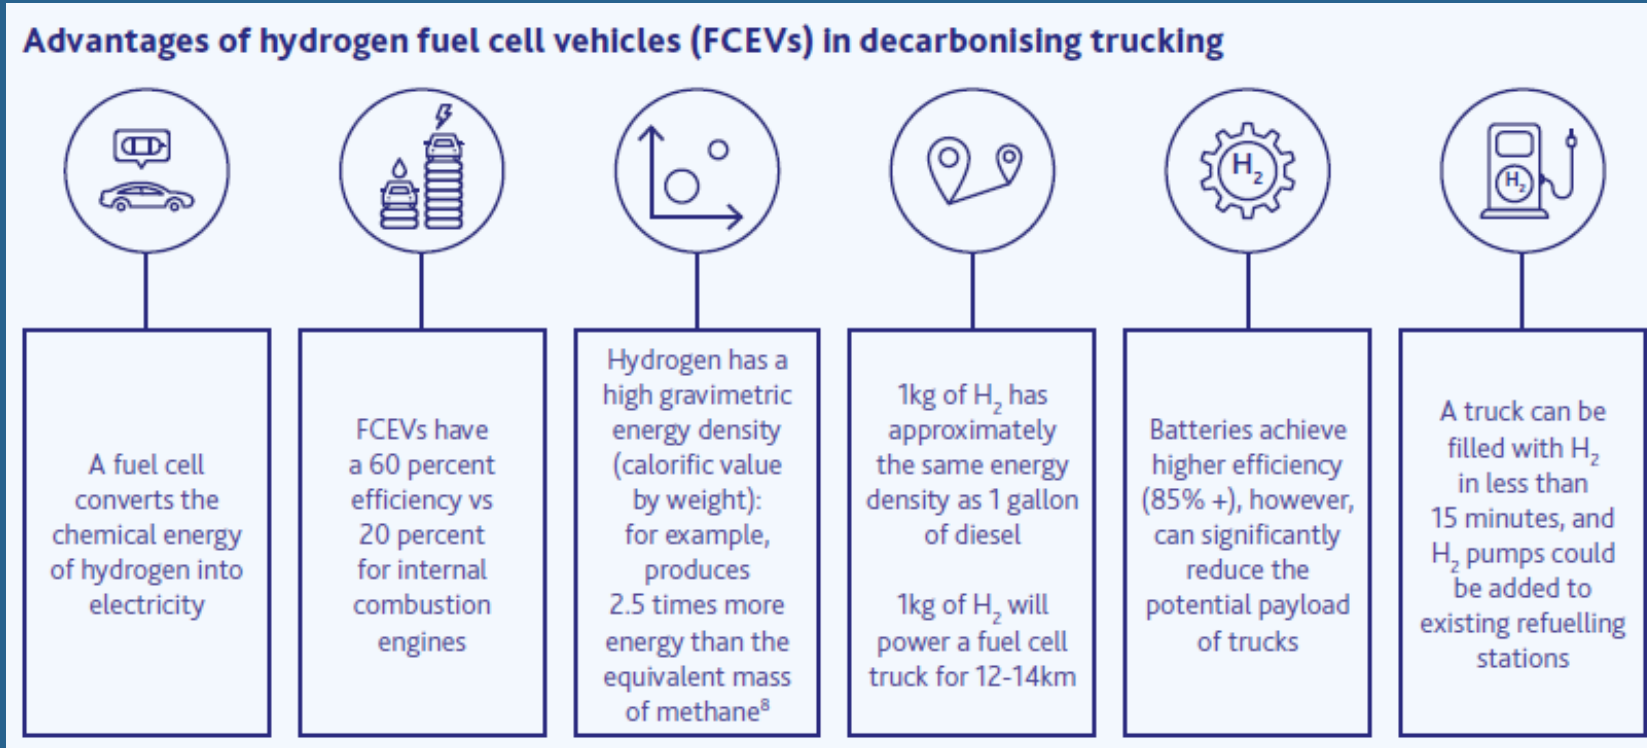 Advantages of hydrogen fuel cell vehicles (FCEVs) in decarbonising trucking
A fuel cell
converts the
chemical energy
of hydrogen into
electricity
FCEVs have
a 60 percent
efficiency vs
20 percent
for internal
combustion
engines
Hydrogen has a
high gravimetric
energy density
(calorific value
by weight):
for example,
produces
2.5 times more
energy than the
equivalent mass
of methane⁸
1kg of H₂ has
approximately
the same energy
density as 1 gallon
of diesel
1kg of H₂ will
power a fuel cell
truck for 12-14km
H₂
Batteries achieve
higher efficiency
(85% +), however,
can significantly
reduce the
potential payload
of trucks
H₂
A truck can be
filled with H₂
in less than
15 minutes, and
H₂ pumps could
be added to
existing refuelling
stations